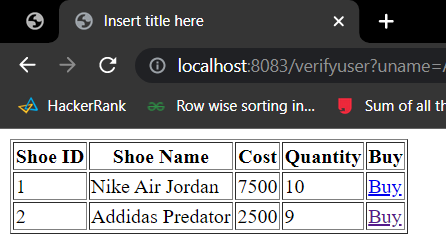 Insert title here
localhost:8083/verifyuser?uname=
HackerRank Row wise sorting in... Sum of all th
Shoe ID Shoe Name Cost Quantity Buy
1 Nike Air Jordan 7500 10 Buy
2 Addidas Predator 2500 9 Buy